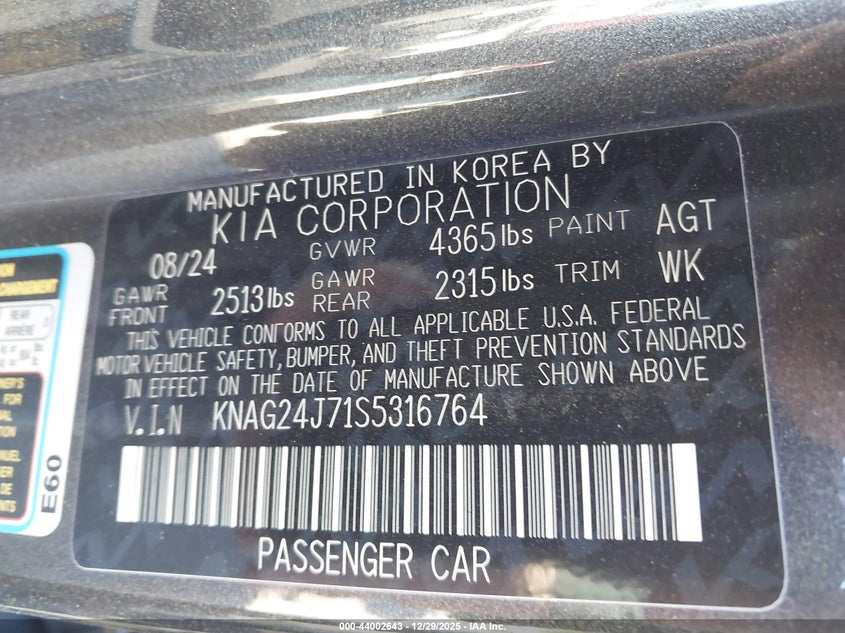 MANUFACTURED IN KOREA BY
KIA CORPORATION
08/24 GVWR 4365 lbs PAINT AGT
GAWR FRONT 2513 lbs GAWR REAR 2315 lbs TRIM WK
THIS VEHICLE CONFORMS TO ALL APPLICABLE U.S.A. FEDERAL
MOTOR VEHICLE SAFETY, BUMPER, AND THEFT PREVENTION STANDARDS
IN EFFECT ON THE DATE OF MANUFACTURE SHOWN ABOVE
V.I.N KNAG24J71S5316764
PASSENGER CAR
REAR
ARRIERE
E60
000-44002643 - 12/29/2025 - IAA Inc.